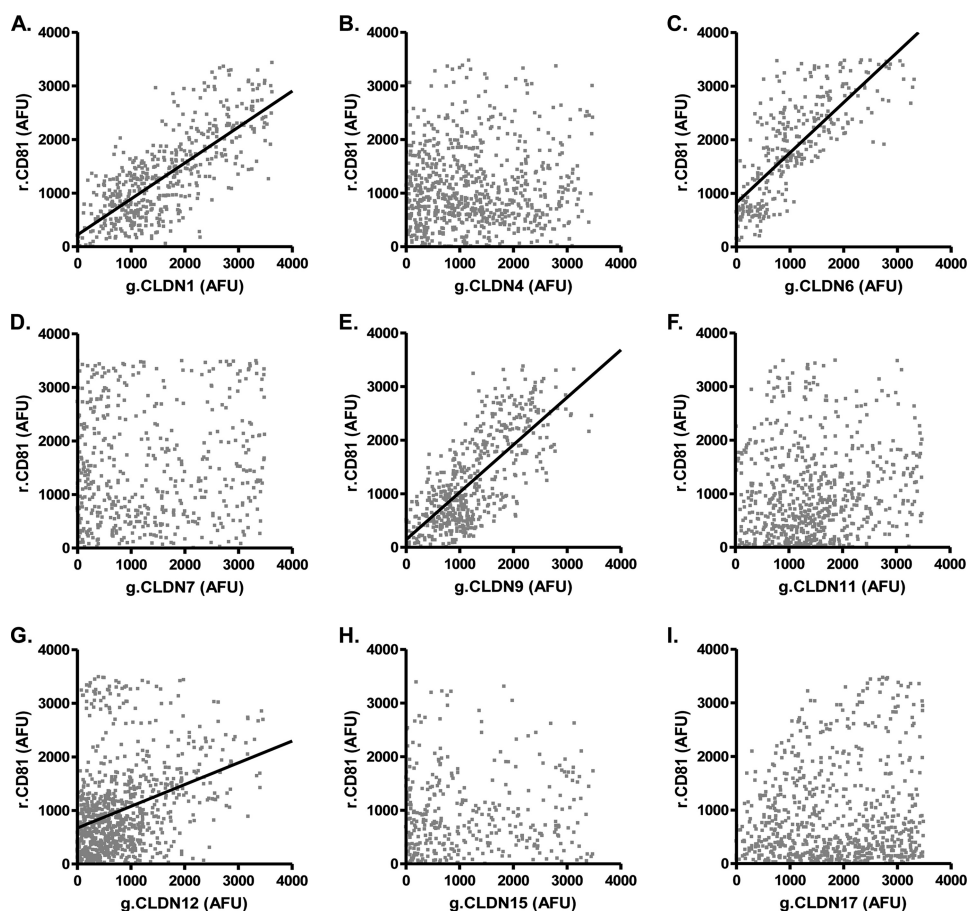 A.
B.
C.
r.CD81 (AFU)
4000
3000
2000
1000
0
0 1000 2000 3000 4000
g.CLDN1 (AFU)
r.CD81 (AFU)
4000
3000
2000
1000
0
0 1000 2000 3000 4000
g.CLDN4 (AFU)
r.CD81 (AFU)
4000
3000
2000
1000
0
0 1000 2000 3000 4000
g.CLDN6 (AFU)
D.
E.
F.
r.CD81 (AFU)
4000
3000
2000
1000
0
0 1000 2000 3000 4000
g.CLDN7 (AFU)
r.CD81 (AFU)
4000
3000
2000
1000
0
0 1000 2000 3000 4000
g.CLDN9 (AFU)
r.CD81 (AFU)
4000
3000
2000
1000
0
0 1000 2000 3000 4000
g.CLDN11 (AFU)
G.
H.
I.
r.CD81 (AFU)
4000
3000
2000
1000
0
0 1000 2000 3000 4000
g.CLDN12 (AFU)
r.CD81 (AFU)
4000
3000
2000
1000
0
0 1000 2000 3000 4000
g.CLDN15 (AFU)
r.CD81 (AFU)
4000
3000
2000
1000
0
0 1000 2000 3000 4000
g.CLDN17 (AFU)